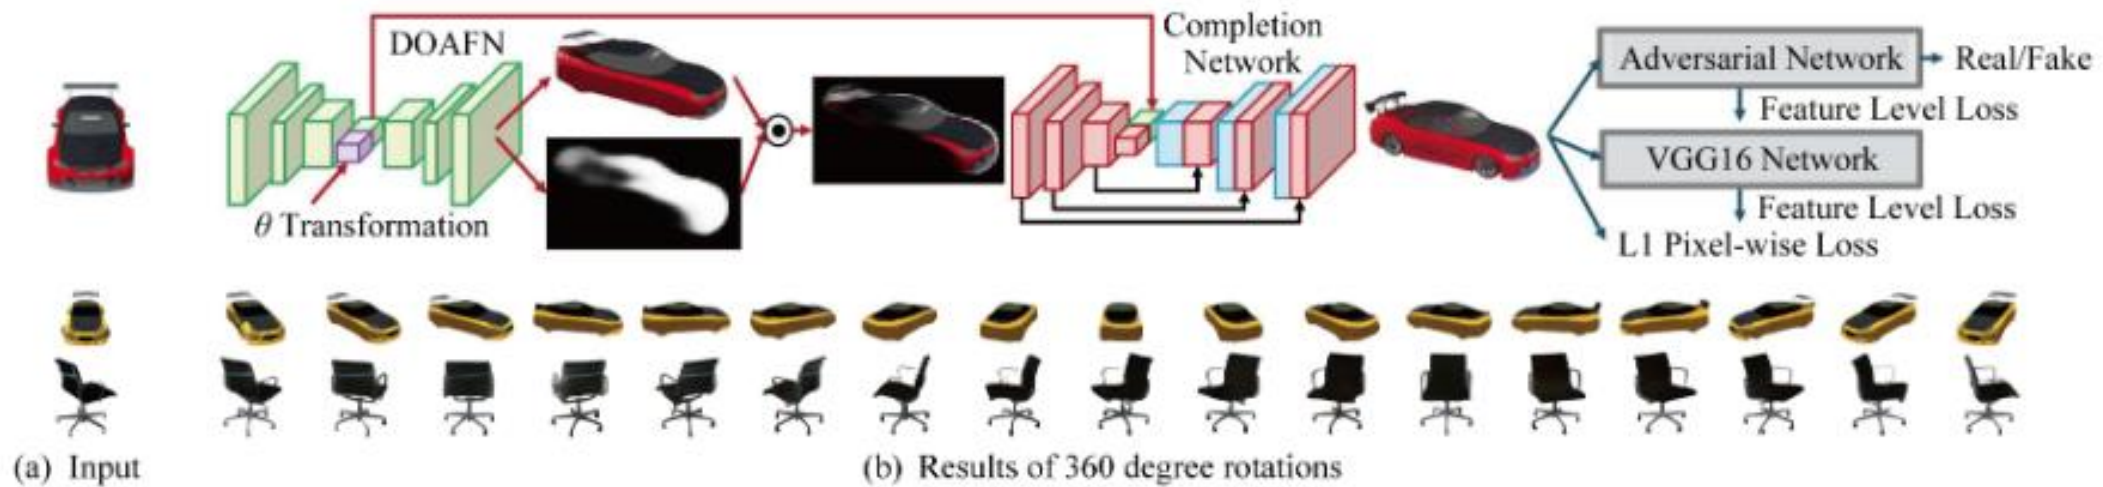 DOAFN
Completion
Network
Adversarial Network
Real/Fake
Feature Level Loss
VGG16 Network
θ Transformation
Feature Level Loss
L1 Pixel-wise Loss
(a) Input
(b) Results of 360 degree rotations